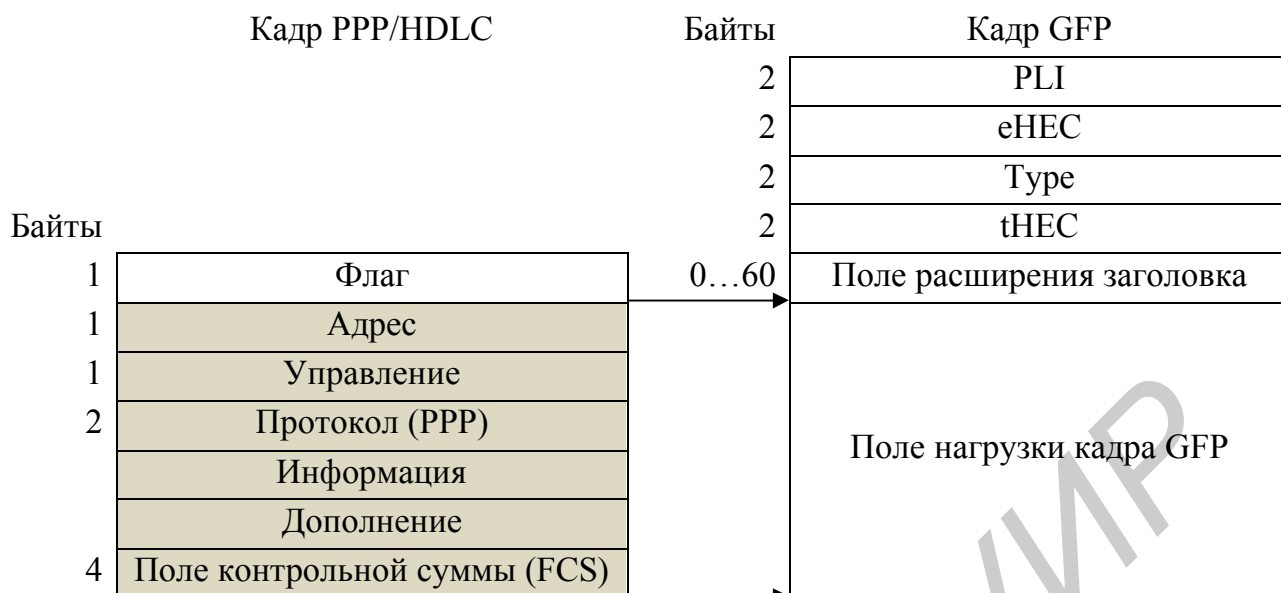 Кадр PPP/HDLC Байты Кадр GFP
2 PLI
2 eHEC
2 Type
Байты 2 tHEC
1 Флаг 0…60 Поле расширения заголовка
1 Адрес
1 Управление
2 Протокол (PPP)
Поле нагрузки кадра GFP
Информация
Дополнение
4 Поле контрольной суммы (FCS)